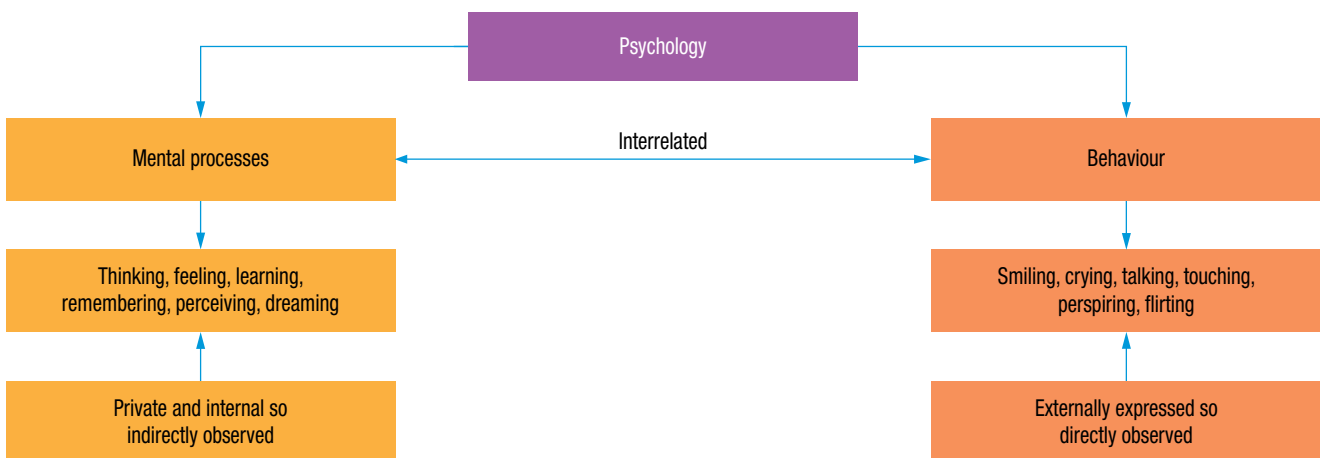 Psychology
Mental processes
Interrelated
Behaviour
Thinking, feeling, learning,
remembering, perceiving, dreaming
Smiling, crying, talking, touching,
perspiring, flirting
Private and internal so
indirectly observed
Externally expressed so
directly observed